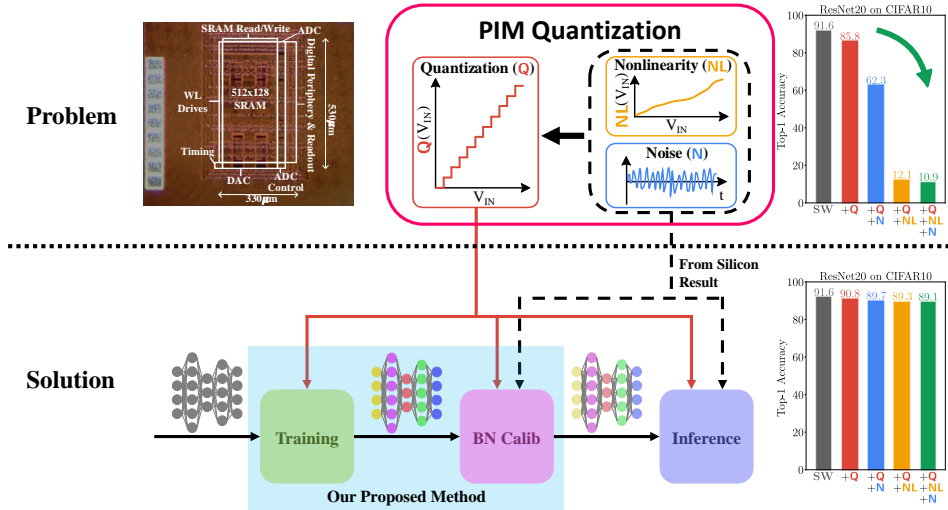 Problem
SRAM Read/Write
ADC
WL
Drives
512x128
SRAM
Digital Periphery & Readout
530μm
Timing
DAC
ADC
Control
330μm
PIM Quantization
Quantization (Q)
Q(V_IN)
V_IN
Nonlinearity (NL)
NL(V_IN)
V_IN
Noise (N)
t
ResNet20 on CIFAR10
Top-1 Accuracy
100
80
60
40
20
0
91.6
85.8
62.3
12.1
10.9
SW
+Q
+Q
+N
+Q
+NL
+Q
+NL
+N
From Silicon
Result
Solution
Training
BN Calib
Inference
Our Proposed Method
ResNet20 on CIFAR10
Top-1 Accuracy
100
80
60
40
20
0
91.6
90.8
89.7
89.3
89.1
SW
+Q
+Q
+N
+Q
+NL
+Q
+NL
+N